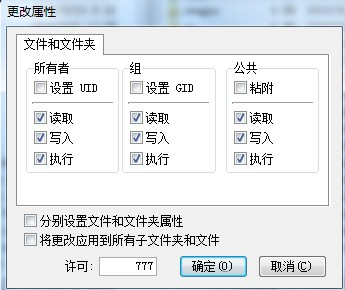 更改属性
文件和文件夹
所有者 组 公共
设置 UID 设置 GID 粘附
读取 读取 读取
写入 写入 写入
执行 执行 执行
分别设置文件和文件夹属性
将更改应用到所有子文件夹和文件
许可: 777 确定(O) 取消(C)